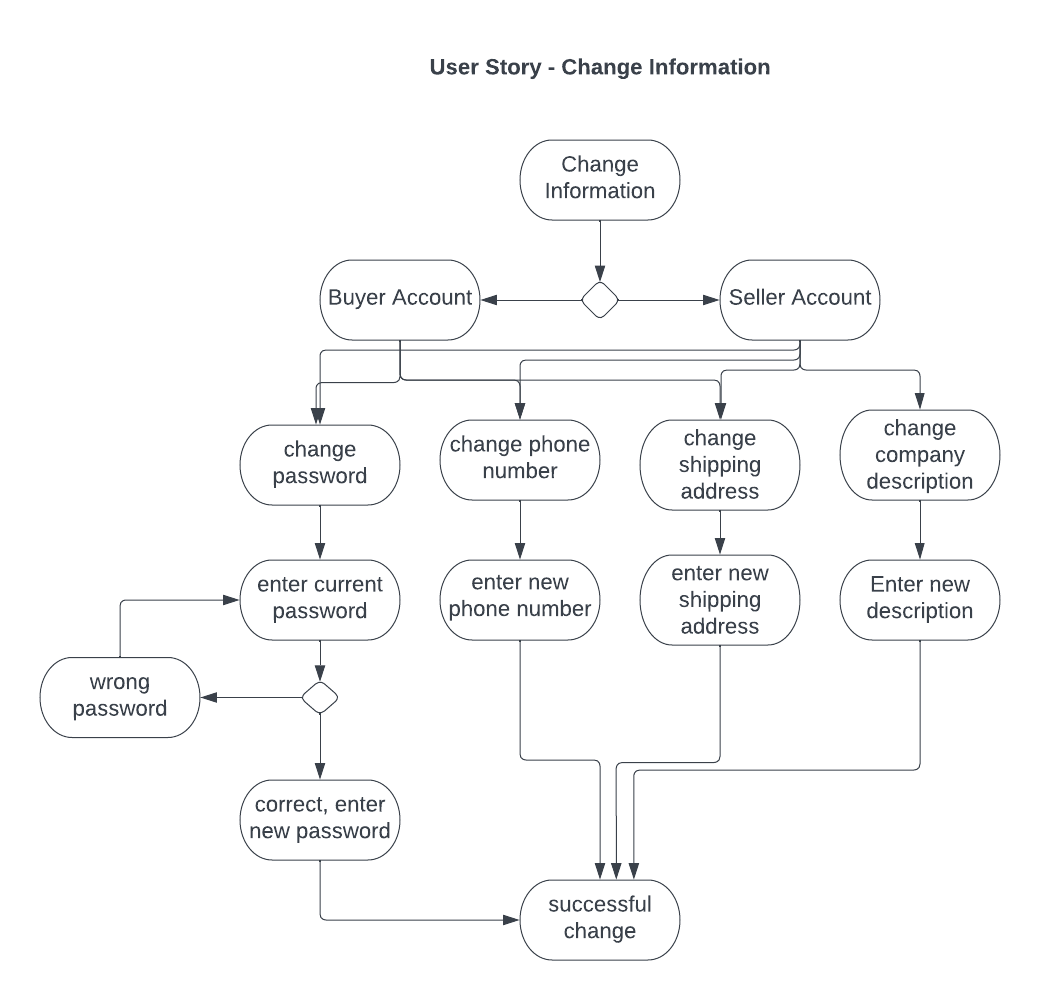 User Story - Change Information
Change
Information
Buyer Account
Seller Account
change
password
change phone
number
change
shipping
address
change
company
description
enter current
password
enter new
phone number
enter new
shipping
address
Enter new
description
wrong
password
correct, enter
new password
successful
change